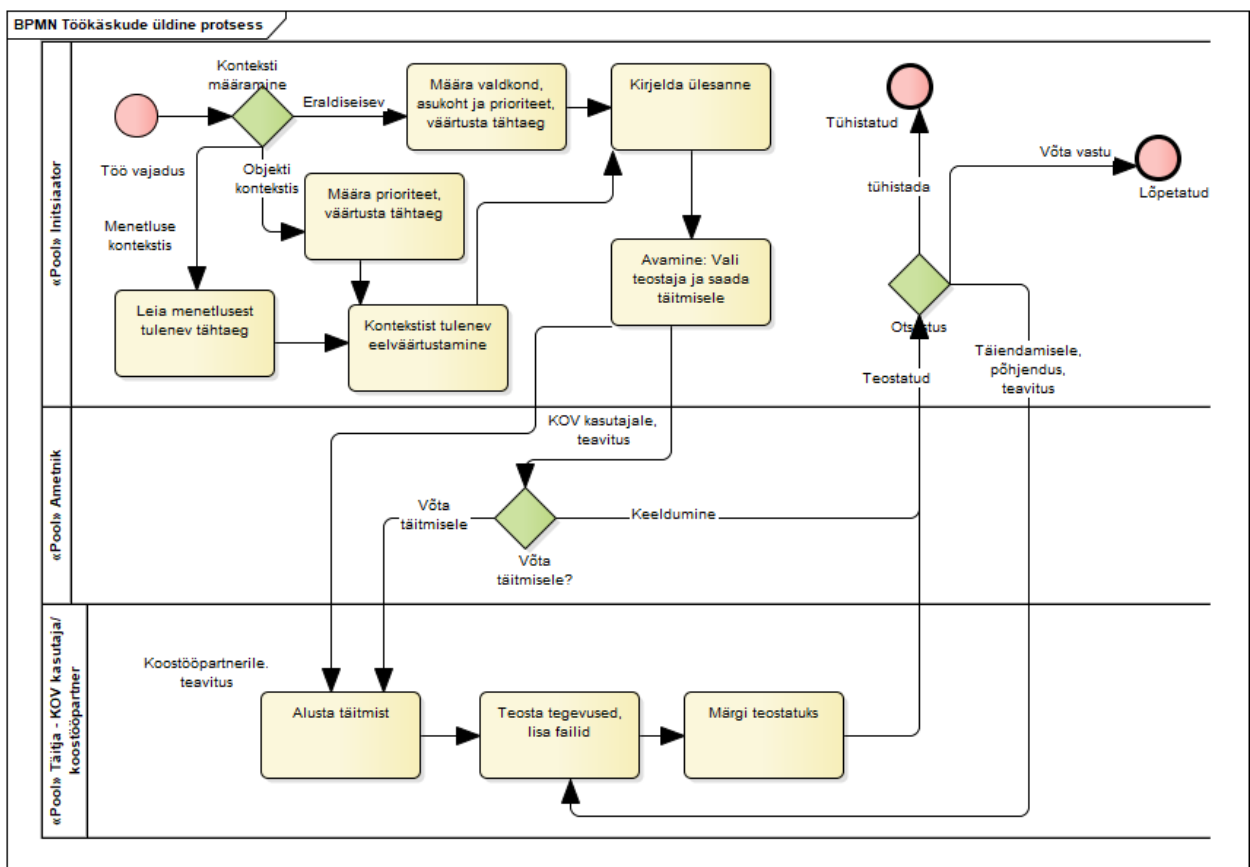 BPMN Töökäskude üldine protsess
«Pool» Initsiaator
Konteksti
määramine
Töö vajadus
Eraldiseisev
Määra valdkond,
asukoht ja prioriteet,
väärtusta tähtaeg
Kirjelda ülesanne
Objekti
kontekstis
Määra prioriteet,
väärtusta tähtaeg
Menetluse
kontekstis
Leia menetlusest
tulenev tähtaeg
Kontekstist tulenev
eelväärtustamine
Avamine: Vali
teostaja ja saada
täitmisele
Tühistatud
tühistada
Võta vastu
Lõpetatud
Otsustus
Teostatud
Täiendamisele,
põhjendus,
teavitus
«Pool» Ametnik
KOV kasutajale,
teavitus
Võta
täitmisele
Võta
täitmisele?
Keeldumine
«Pool» Täitja - KOV kasutaja/
koostööpartner
Koostööpartnerile.
teavitus
Alusta täitmist
Teosta tegevused,
lisa failid
Märgi teostatuks